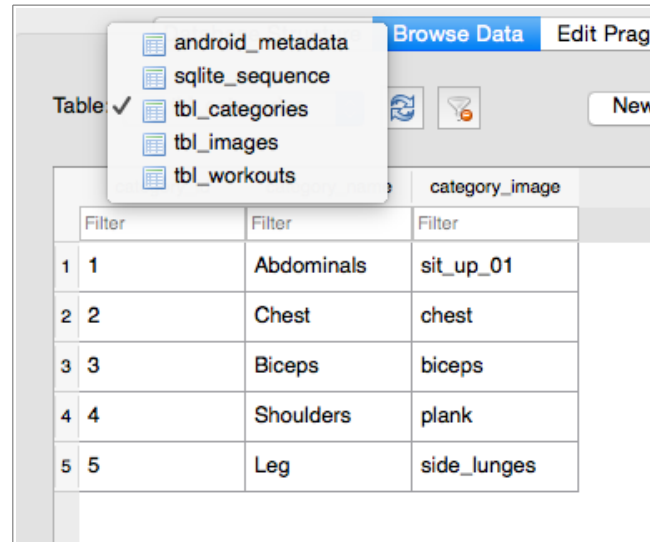 android_metadata Browse Data Edit Prag
sqlite_sequence
Table: ✓ tbl_categories New
tbl_images
tbl_workouts
category_image
Filter Filter Filter
1 1 Abdominals sit_up_01
2 2 Chest chest
3 3 Biceps biceps
4 4 Shoulders plank
5 5 Leg side_lunges